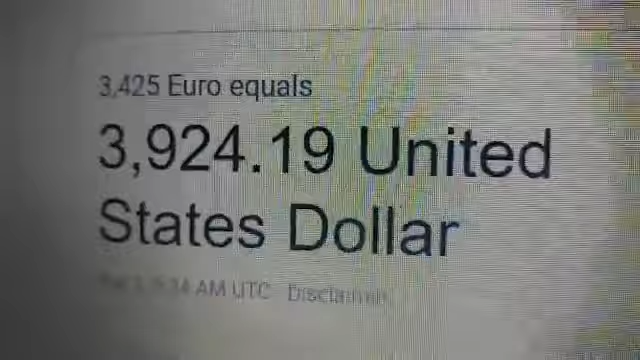 3,425 Euro equals
3,924.19 United
States Dollar
AM UTC · Disclaimer